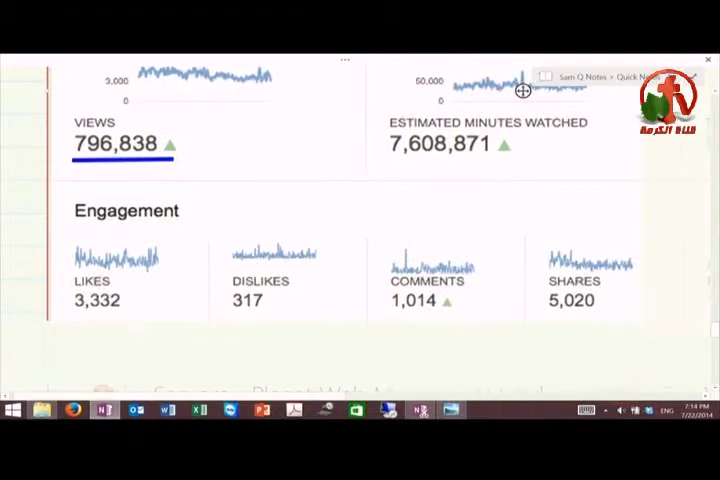 3,000
0
50,000
0
Sam Q Notes > Quick Notes
tv
قناة الكرمة
VIEWS
796,838
ESTIMATED MINUTES WATCHED
7,608,871
Engagement
LIKES
3,332
DISLIKES
317
COMMENTS
1,014
SHARES
5,020
ENG
7:14 PM
7/22/2014